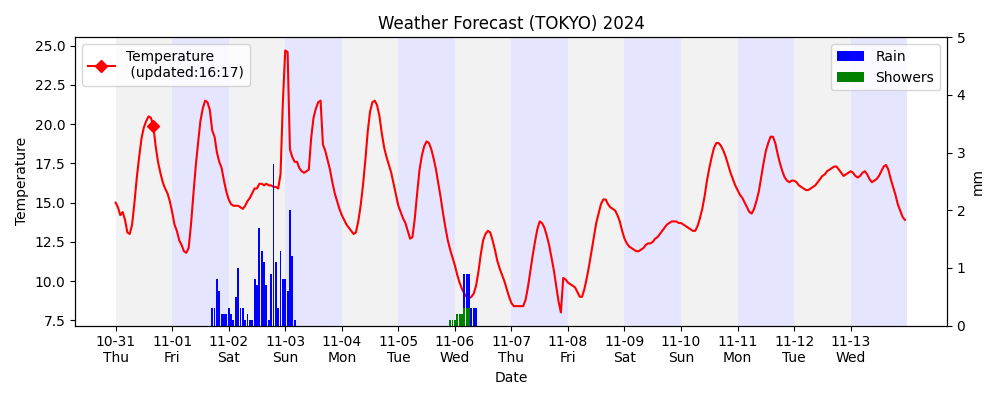 Weather Forecast (TOKYO) 2024
Temperature
(updated:16:17)
Rain
Showers
25.0
22.5
20.0
17.5
15.0
12.5
10.0
7.5
Temperature
5
4
3
2
1
0
mm
10-31 11-01 11-02 11-03 11-04 11-05 11-06 11-07 11-08 11-09 11-10 11-11 11-12 11-13
Thu Fri Sat Sun Mon Tue Wed Thu Fri Sat Sun Mon Tue Wed
Date